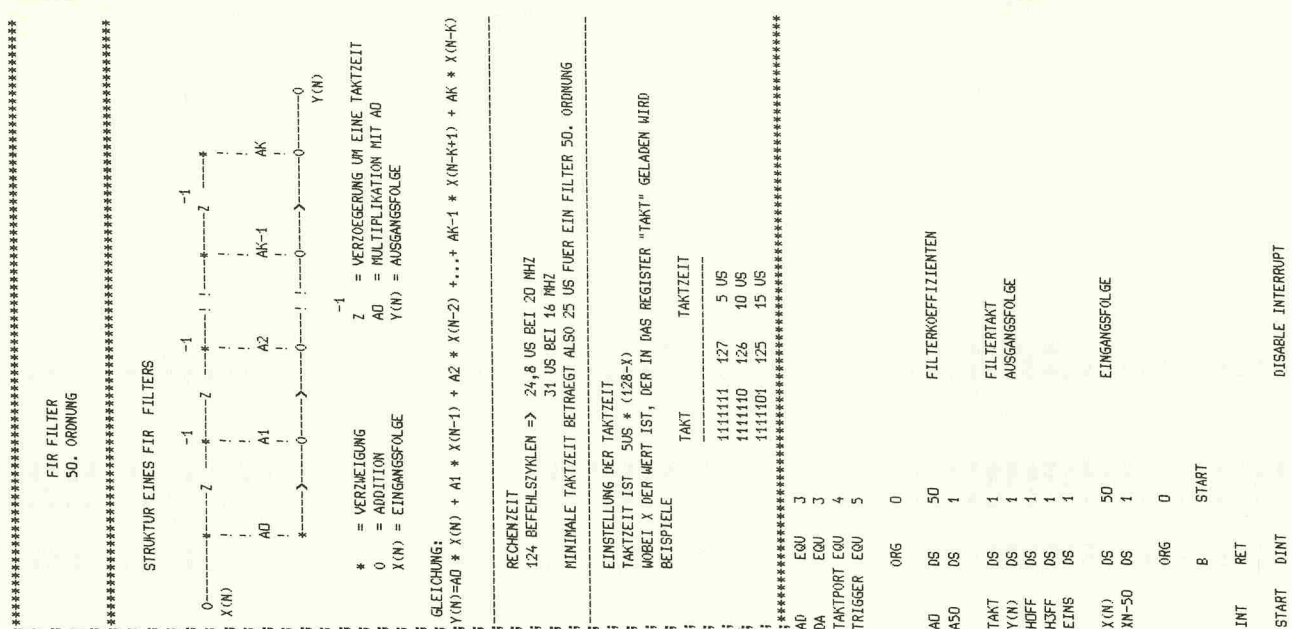 ;****************************************************************************************
;                    FIR FILTER
;                    50. ORDNUNG
;****************************************************************************************
;          STRUKTUR EINES FIR  FILTERS
;                  -1            -1                     -1
;   O------*------Z ---*------Z ---*---! !---*------Z ----*
;  X(N)    !           !           !         !            !
;          A0          A1          A2        AK-1         AK
;          !           !           !         !            !
;          *----->-----O----->-----O---! !---O----->------O------O
;                                                              Y(N)
;                                        -1
;   *    = VERZWEIGUNG                  Z    = VERZOEGERUNG UM EINE TAKTZEIT
;   O    = ADDITION                     A0   = MULTIPLIKATION MIT A0
;   X(N) = EINGANGSFOLGE                Y(N) = AUSGANGSFOLGE
; GLEICHUNG:
;Y(N)=A0 * X(N) + A1 * X(N-1) + A2 * X(N-2) +...+ AK-1 * X(N-K+1) + AK * X(N-K)
;----------------------------------------------------------------
;     RECHENZEIT
;     124 BEFEHLSZYKLEN =>  24,8 US BEI 20 MHZ
;                           31 US BEI 16 MHZ
;     MINIMALE TAKTZEIT BETRAEGT ALSO 25 US FUER EIN FILTER 50. ORDNUNG
;----------------------------------------------------------------
;     EINSTELLUNG DER TAKTZEIT
;     TAKTZEIT IST  5US * (128-X)
;     WOBEI X DER WERT IST, DER IN DAS REGISTER "TAKT" GELADEN WIRD
;     BEISPIELE
;                TAKT            TAKTZEIT
;              ----------------------------
;              1111111   127     5 US
;              1111110   126     10 US
;              1111101   125     15 US
;****************************************************************************************
AD        EQU   3
DA        EQU   3
TAKTPORT  EQU   4
TRIGGER   EQU   5
          ORG   0
A0        DS    50          FILTERKOEFFIZIENTEN
A50       DS    1
TAKT      DS    1           FILTERTAKT
Y(N)      DS    1           AUSGANGSFOLGE
H0FF      DS    1
H3FF      DS    1
EINS      DS    1
X(N)      DS    50          EINGANGSFOLGE
XN-50     DS    1
          ORG   0
          B     START
INT       RET
START     DINT              DISABLE INTERRUPT